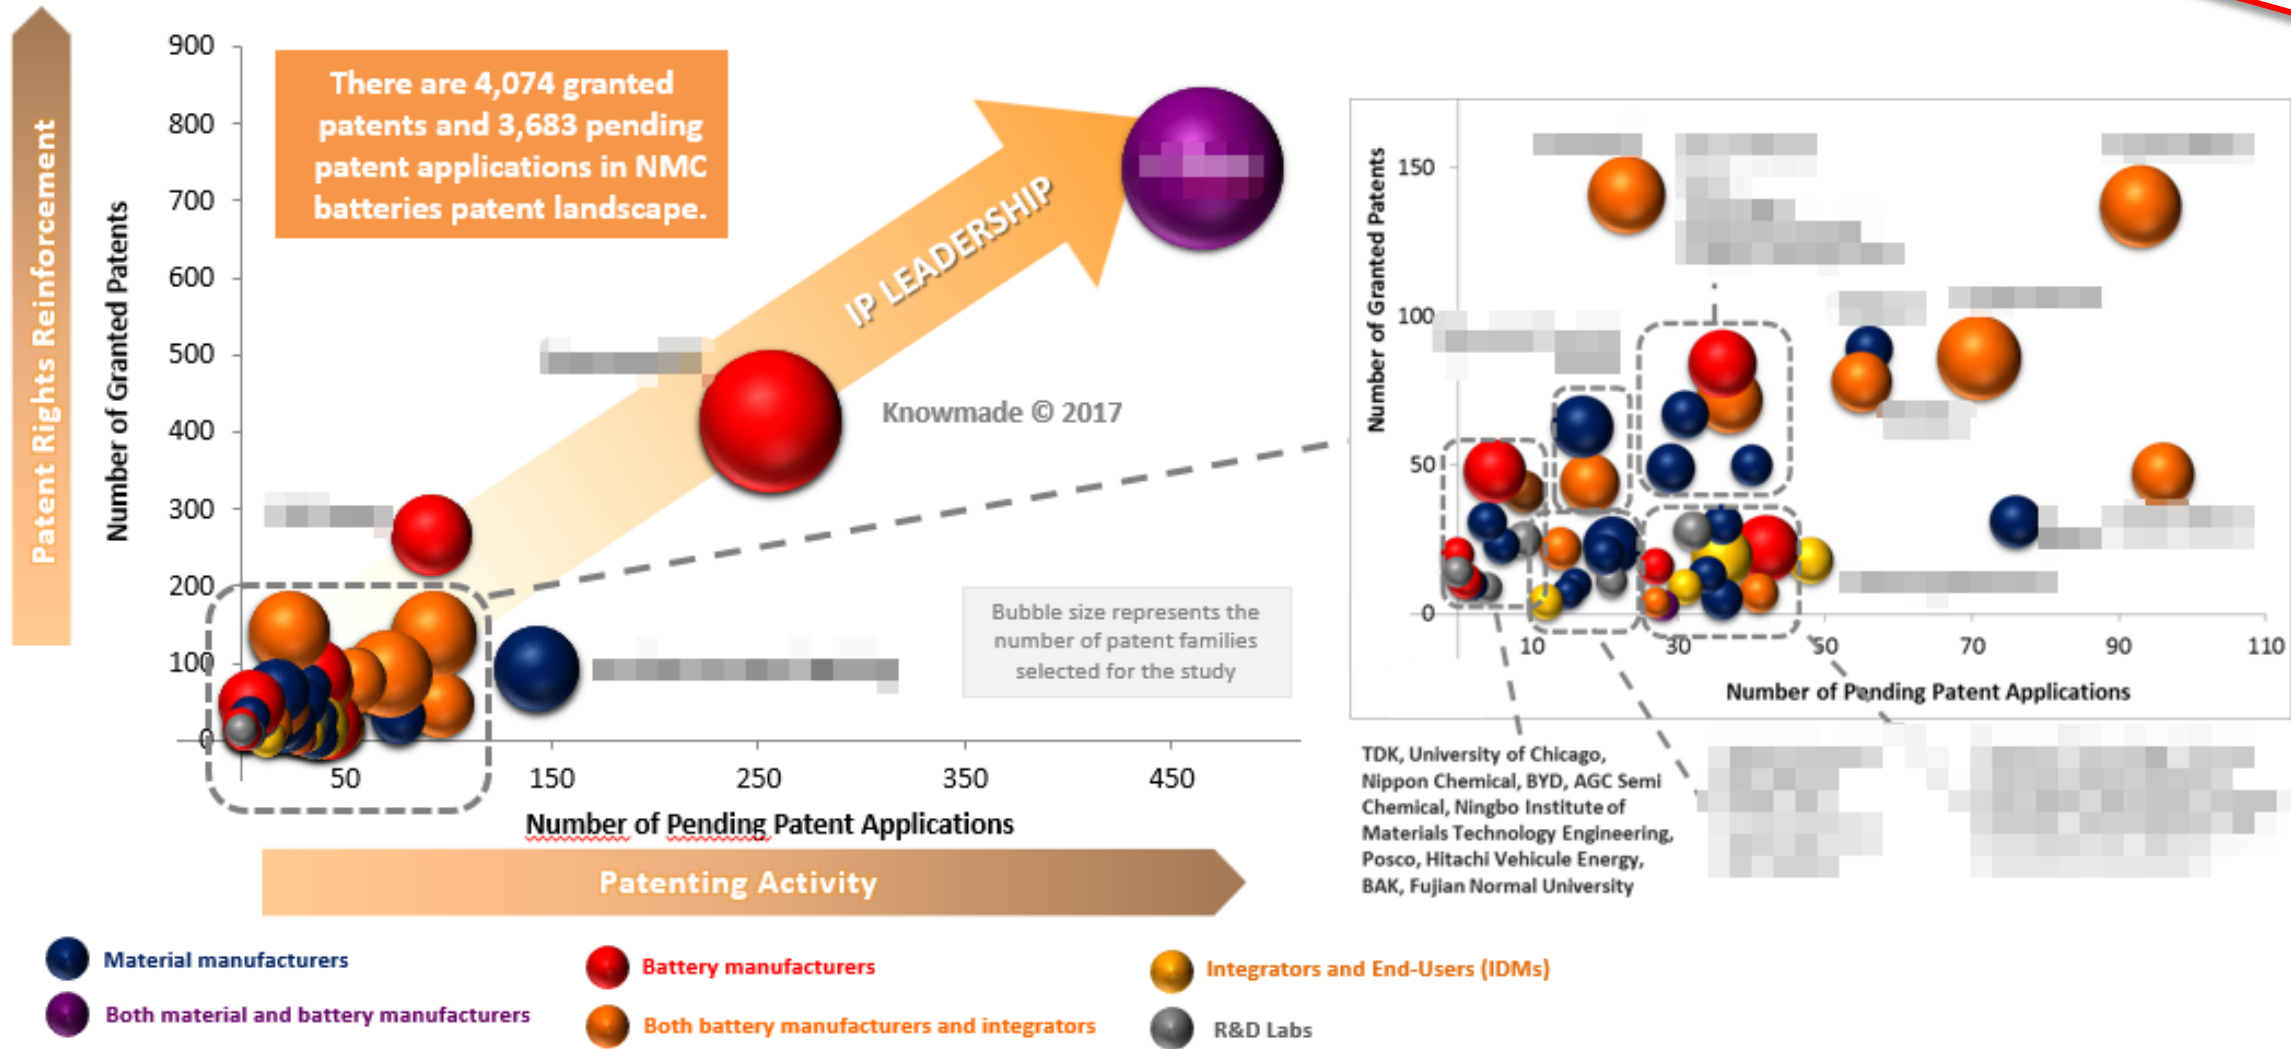 Patent Rights Reinforcement
Number of Granted Patents
900
800
700
600
500
400
300
200
100
0
There are 4,074 granted
patents and 3,683 pending
patent applications in NMC
batteries patent landscape.
IP LEADERSHIP
Knowmade © 2017
Bubble size represents the
number of patent families
selected for the study
50
150
250
350
450
Number of Pending Patent Applications
Patenting Activity
Number of Granted Patents
150
100
50
0
10
30
50
70
90
110
Number of Pending Patent Applications
TDK, University of Chicago,
Nippon Chemical, BYD, AGC Semi
Chemical, Ningbo Institute of
Materials Technology Engineering,
Posco, Hitachi Vehicule Energy,
BAK, Fujian Normal University
Material manufacturers
Battery manufacturers
Integrators and End-Users (IDMs)
Both material and battery manufacturers
Both battery manufacturers and integrators
R&D Labs